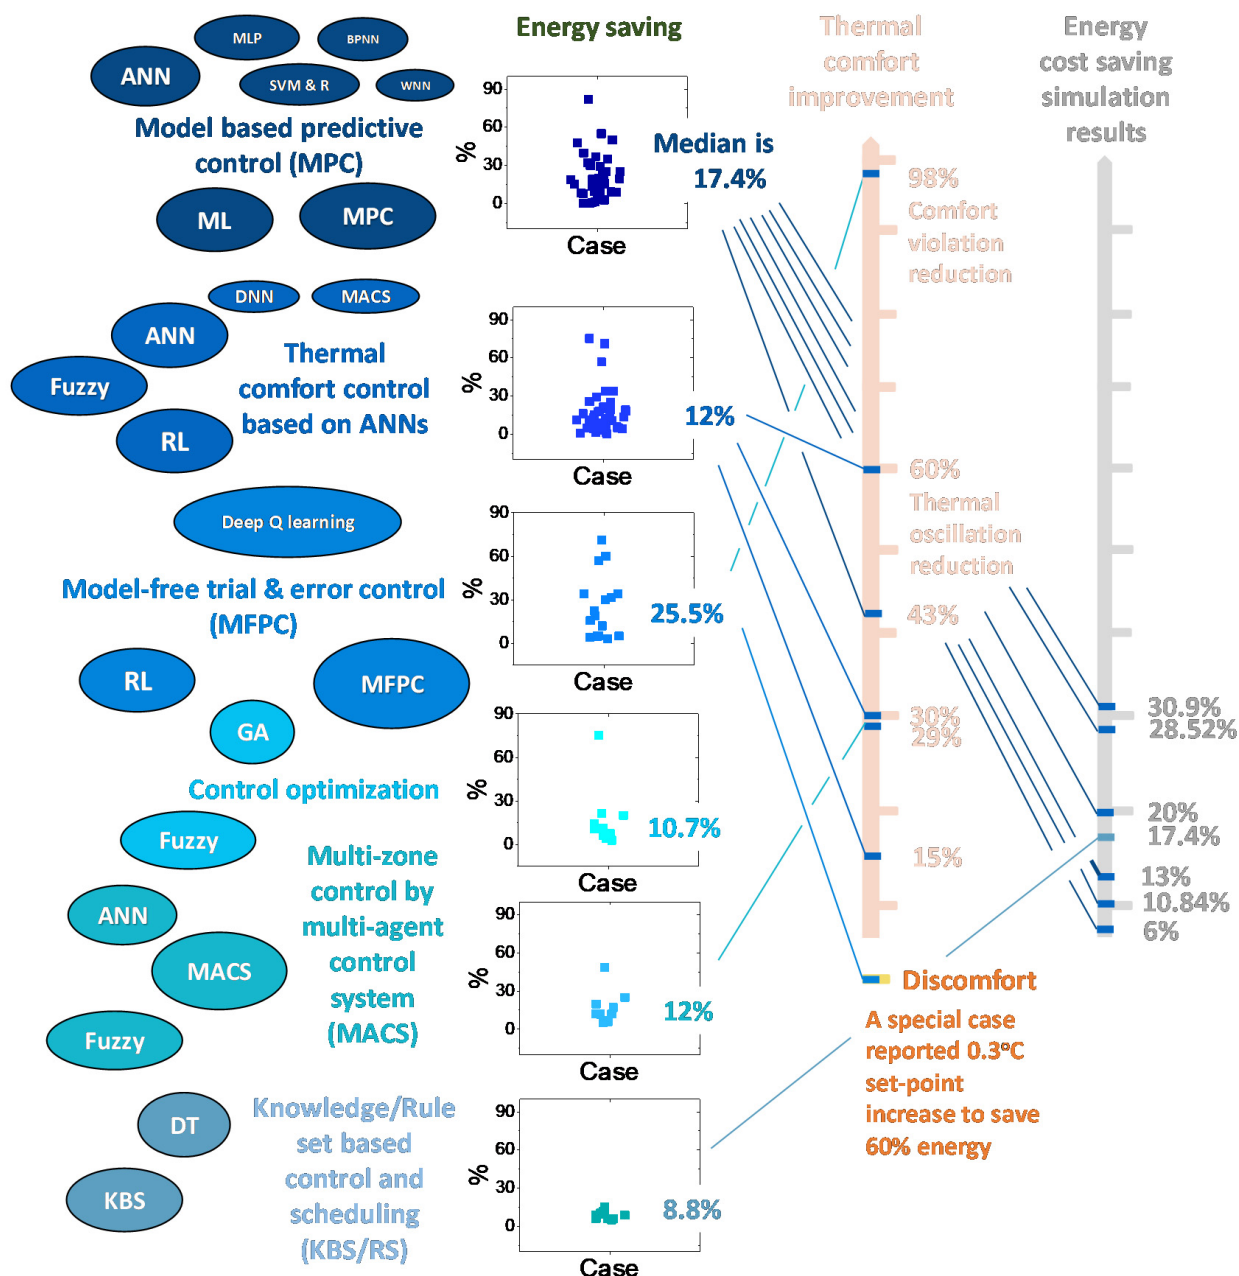 Energy saving
Thermal
comfort
improvement
Energy
cost saving
simulation
results
MLP
BPNN
ANN
SVM & R
WNN
Model based predictive
control (MPC)
ML
MPC
90
60
30
0
%
Case
Median is
17.4%
98%
Comfort
violation
reduction
DNN
MACS
ANN
Fuzzy
RL
Thermal
comfort control
based on ANNs
90
60
30
0
%
Case
12%
60%
Thermal
oscillation
reduction
43%
Deep Q learning
Model-free trial & error control
(MFPC)
RL
MFPC
90
60
30
0
%
Case
25.5%
30%
29%
15%
30.9%
28.52%
20%
17.4%
13%
10.84%
6%
GA
Control optimization
Fuzzy
90
60
30
0
%
Case
10.7%
ANN
MACS
Fuzzy
Multi-zone
control by
multi-agent
control
system
(MACS)
90
60
30
0
%
Case
12%
Discomfort
A special case
reported 0.3°C
set-point
increase to save
60% energy
DT
KBS
Knowledge/Rule
set based
control and
scheduling
(KBS/RS)
90
60
30
0
%
Case
8.8%